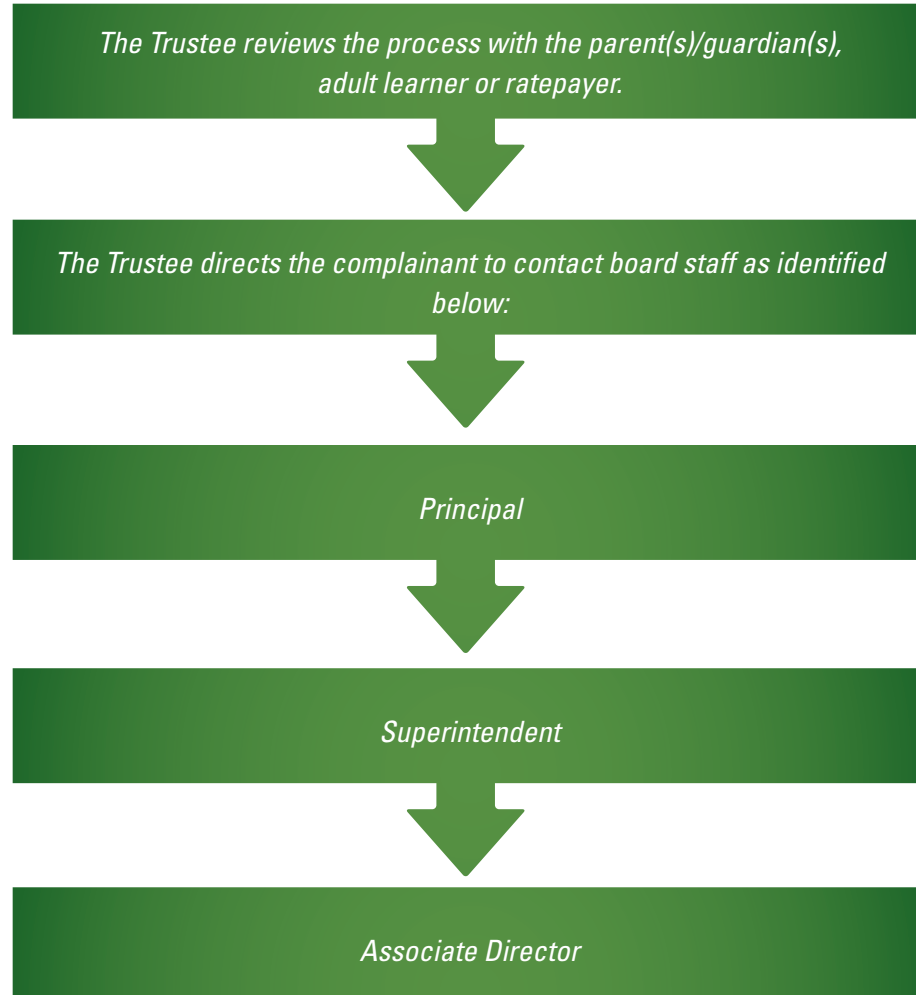 The Trustee reviews the process with the parent(s)/guardian(s),
adult learner or ratepayer.
The Trustee directs the complainant to contact board staff as identified
below:
Principal
Superintendent
Associate Director